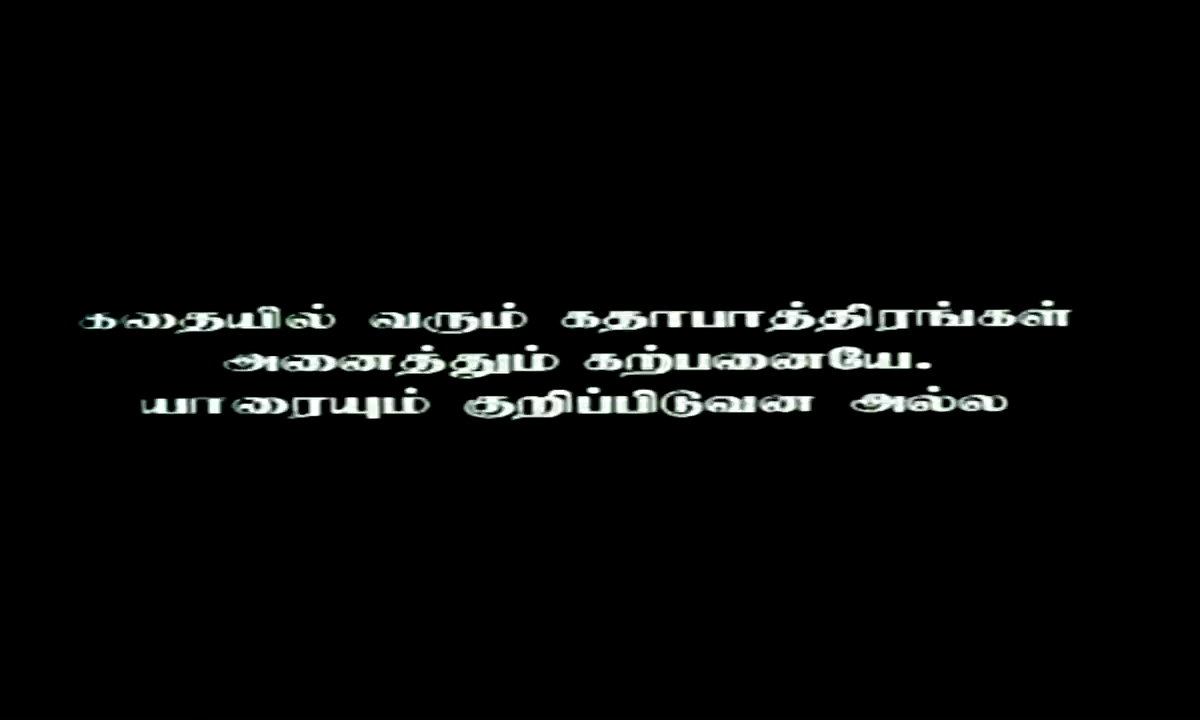 கதையில் வரும் கதாபாத்திரங்கள்
அனைத்தும் கற்பனையே.
யாரையும் குறிப்பிடுவன அல்ல